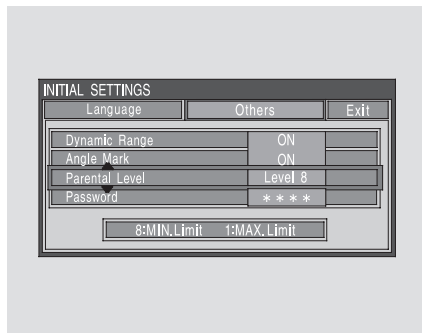 INITIAL SETTINGS
Language Others Exit
Dynamic Range ON
Angle Mark ON
Parental Level Level 8
Password ****
8:MIN.Limit 1:MAX.Limit